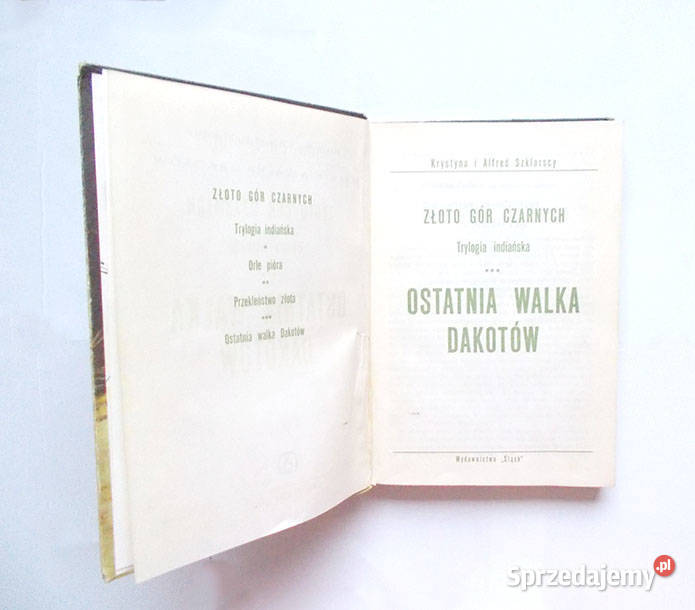 ZŁOTO GÓR CZARNYCH
Trylogia indiańska
*
Orle pióra
**
Przekleństwo złota
***
Ostatnia walka Dakotów
Krystyna i Alfred Szklarscy
ZŁOTO GÓR CZARNYCH
Trylogia indiańska
***
OSTATNIA WALKA
DAKOTÓW
Wydawnictwo „Śląsk"
Sprzedajemy.pl